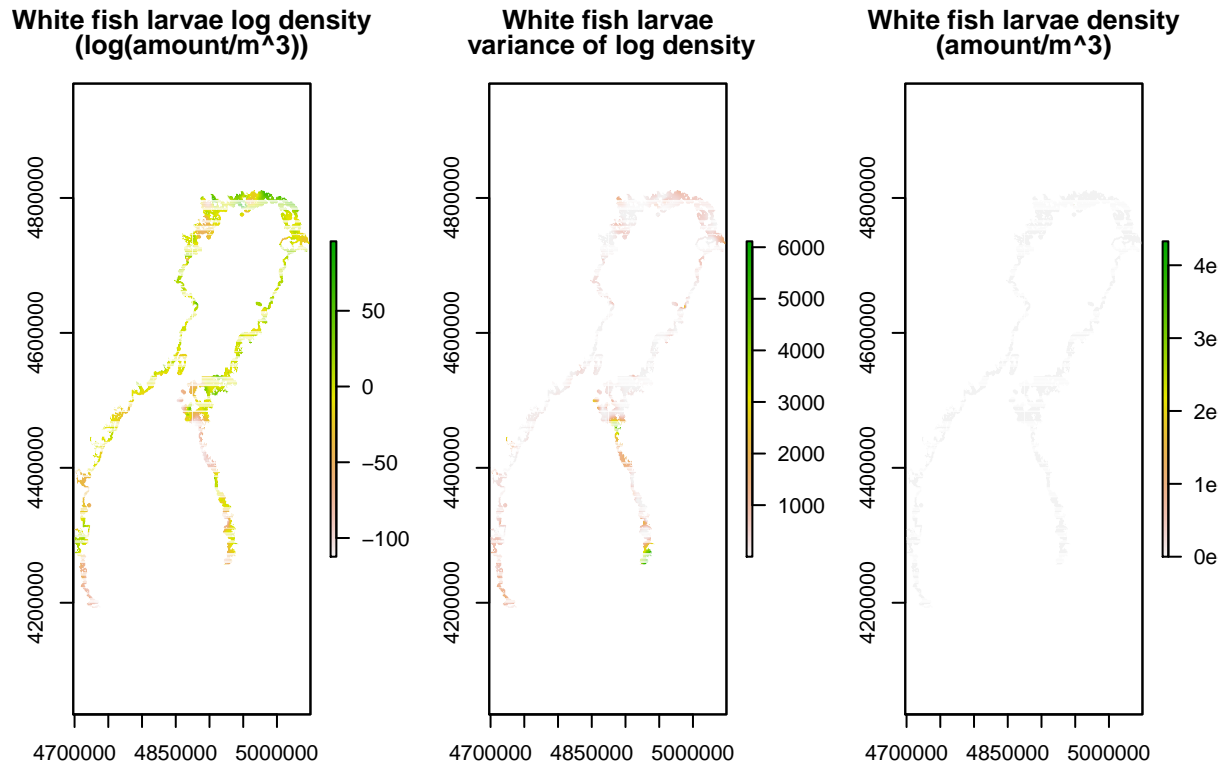 White fish larvae log density
(log(amount/m^3))
4200000
4400000
4600000
4800000
4700000 4850000 5000000
50
0
−50
−100
White fish larvae
variance of log density
4200000
4400000
4600000
4800000
4700000 4850000 5000000
6000
5000
4000
3000
2000
1000
White fish larvae density
(amount/m^3)
4200000
4400000
4600000
4800000
4700000 4850000 5000000
4e
3e
2e
1e
0e